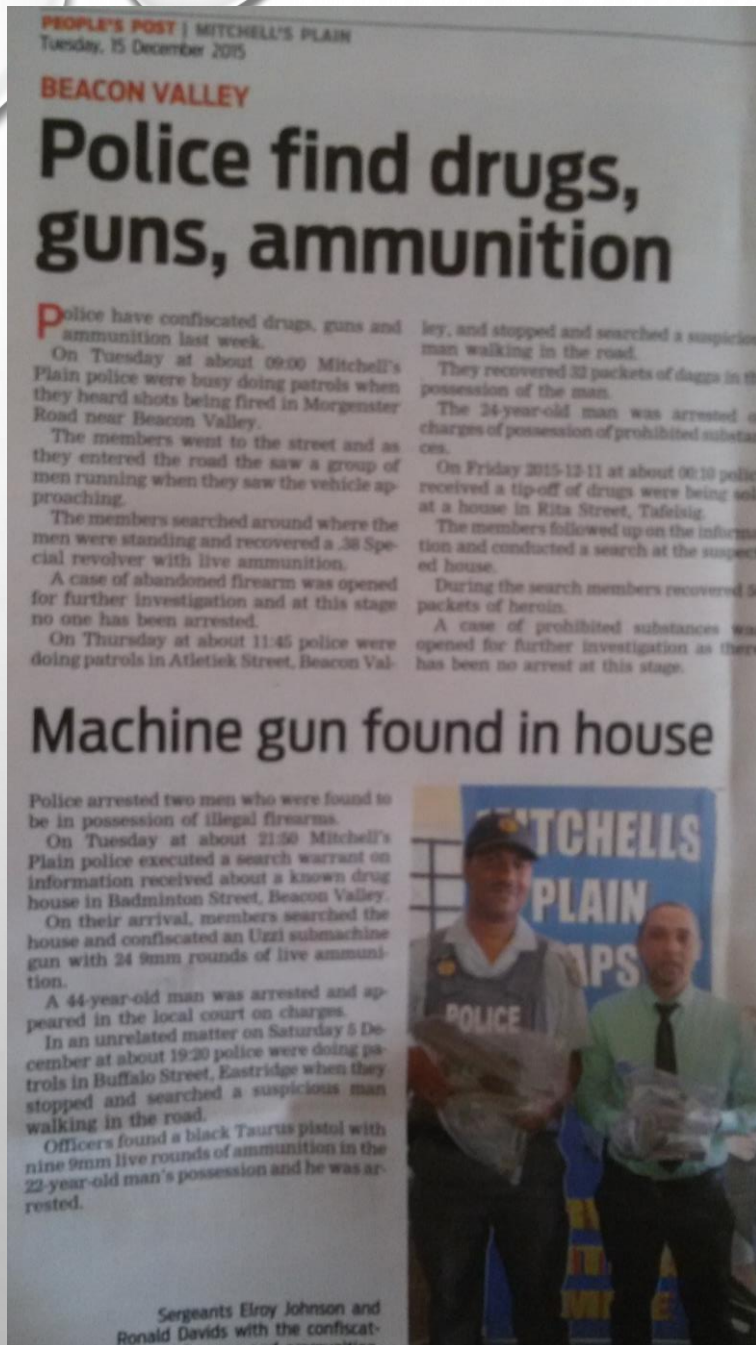 PEOPLE'S POST | MITCHELL'S PLAIN
Tuesday, 15 December 2015
BEACON VALLEY
Police find drugs,
guns, ammunition
Police have confiscated drugs, guns and
ammunition last week.
On Tuesday at about 09:00 Mitchell's
Plain police were busy doing patrols when
they heard shots being fired in Morgenster
Road near Beacon Valley.
The members went to the street and as
they entered the road the saw a group of
men running when they saw the vehicle ap-
proaching.
The members searched around where the
men were standing and recovered a .38 Spe-
cial revolver with live ammunition.
A case of abandoned firearm was opened
for further investigation and at this stage
no one has been arrested.
On Thursday at about 11:45 police were
doing patrols in Atletiek Street, Beacon Val-
ley, and stopped and searched a
man walking in the road.
They recovered 32 packets of dagga in
possession of the man.
The 24-year-old man was arrested
charges of possession of prohibited
ces.
On Friday 2015-12-11 at about 00:10
received a tip-off of drugs were being
at a house in Rita Street, Tafelsig.
The members followed up on the
tion and conducted a search at the
ed house.
During the search members recovered
packets of heroin.
A case of prohibited substances
opened for further investigation as
has been no arrest at this stage.
Machine gun found in house
Police arrested two men who were found to
be in possession of illegal firearms.
On Tuesday at about 21:50 Mitchell's
Plain police executed a search warrant on
information received about a known drug
house in Badminton Street, Beacon Valley.
On their arrival, members searched the
house and confiscated an Uzzi submachine
gun with 24 9mm rounds of live ammuni-
tion.
A 44-year-old man was arrested and ap-
peared in the local court on charges.
In an unrelated matter on Saturday 5 De-
cember at about 19:20 police were doing pa-
trols in Buffalo Street, Eastridge when they
stopped and searched a suspicious man
walking in the road.
Officers found a black Taurus pistol with
nine 9mm live rounds of ammunition in the
22-year-old man's possession and he was ar-
rested.
MITCHELLS
PLAIN
APS
POLICE
Sergeants Elroy Johnson and
Ronald Davids with the confiscat-